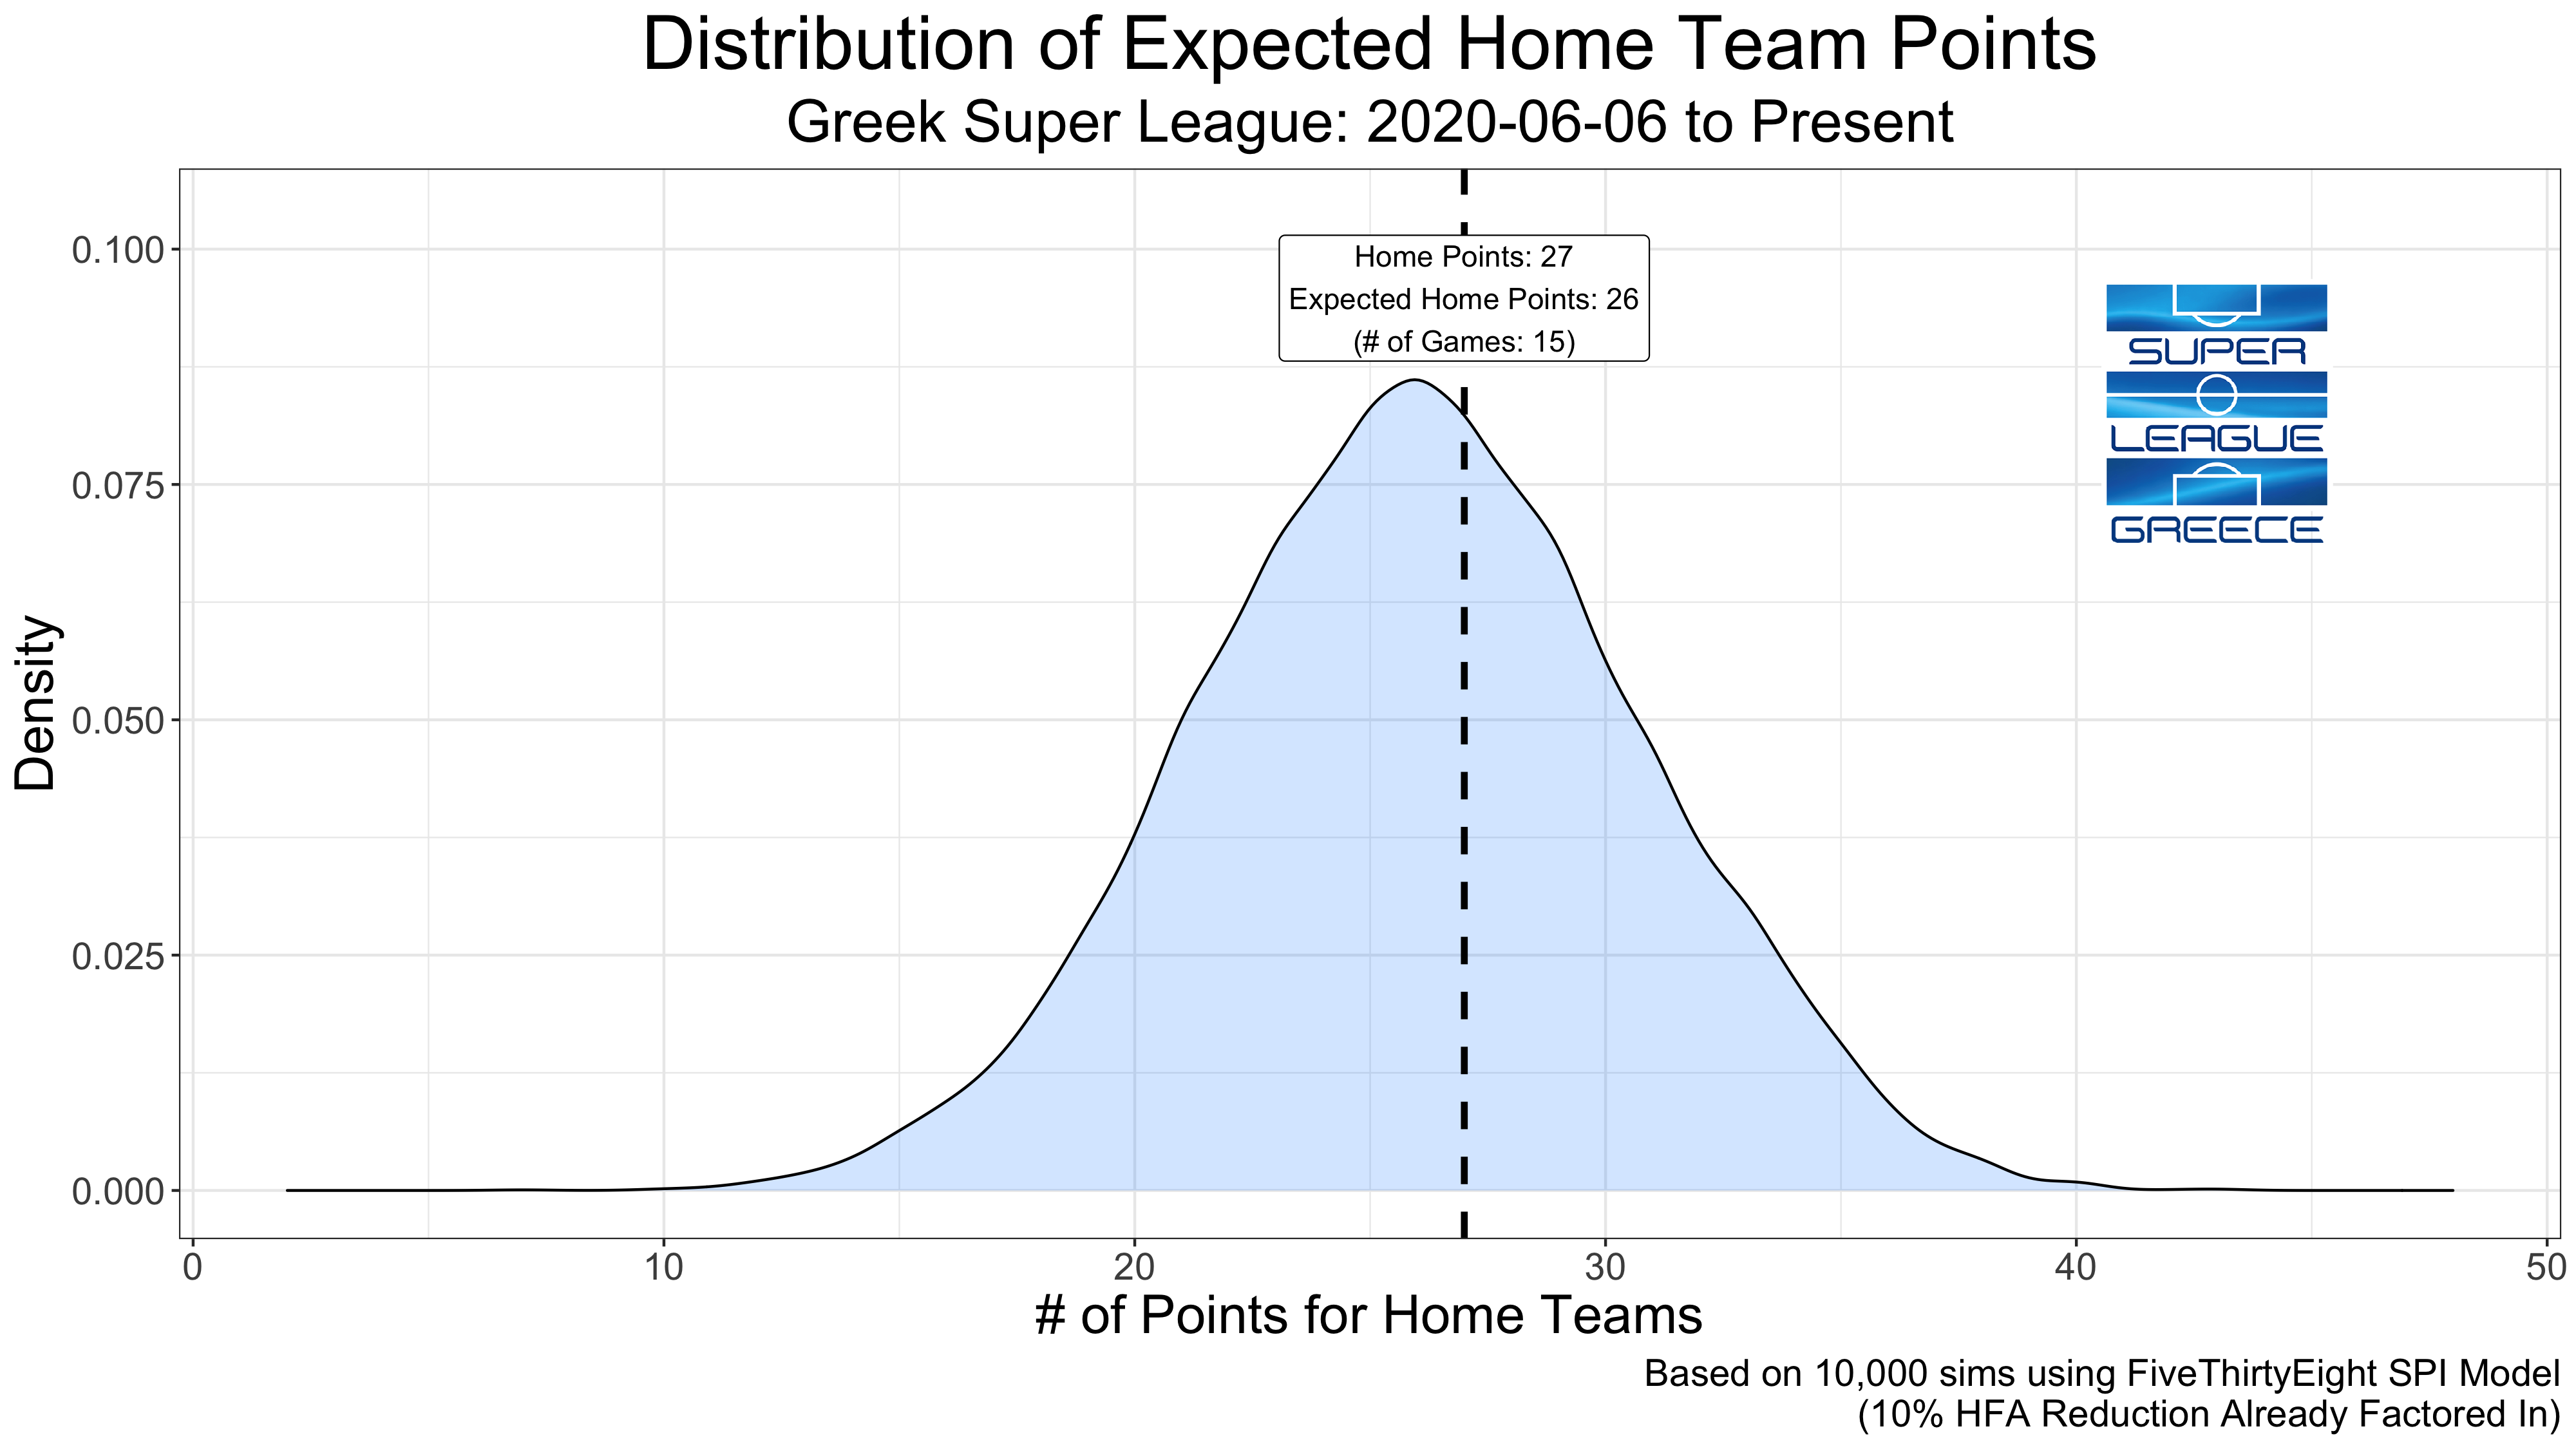 Distribution of Expected Home Team Points
Greek Super League: 2020-06-06 to Present
Home Points: 27
Expected Home Points: 26
(# of Games: 15)
SUPER
LEAGUE
GREECE
Density
0.100
0.075
0.050
0.025
0.000
0 10 20 30 40 50
# of Points for Home Teams
Based on 10,000 sims using FiveThirtyEight SPI Model
(10% HFA Reduction Already Factored In)